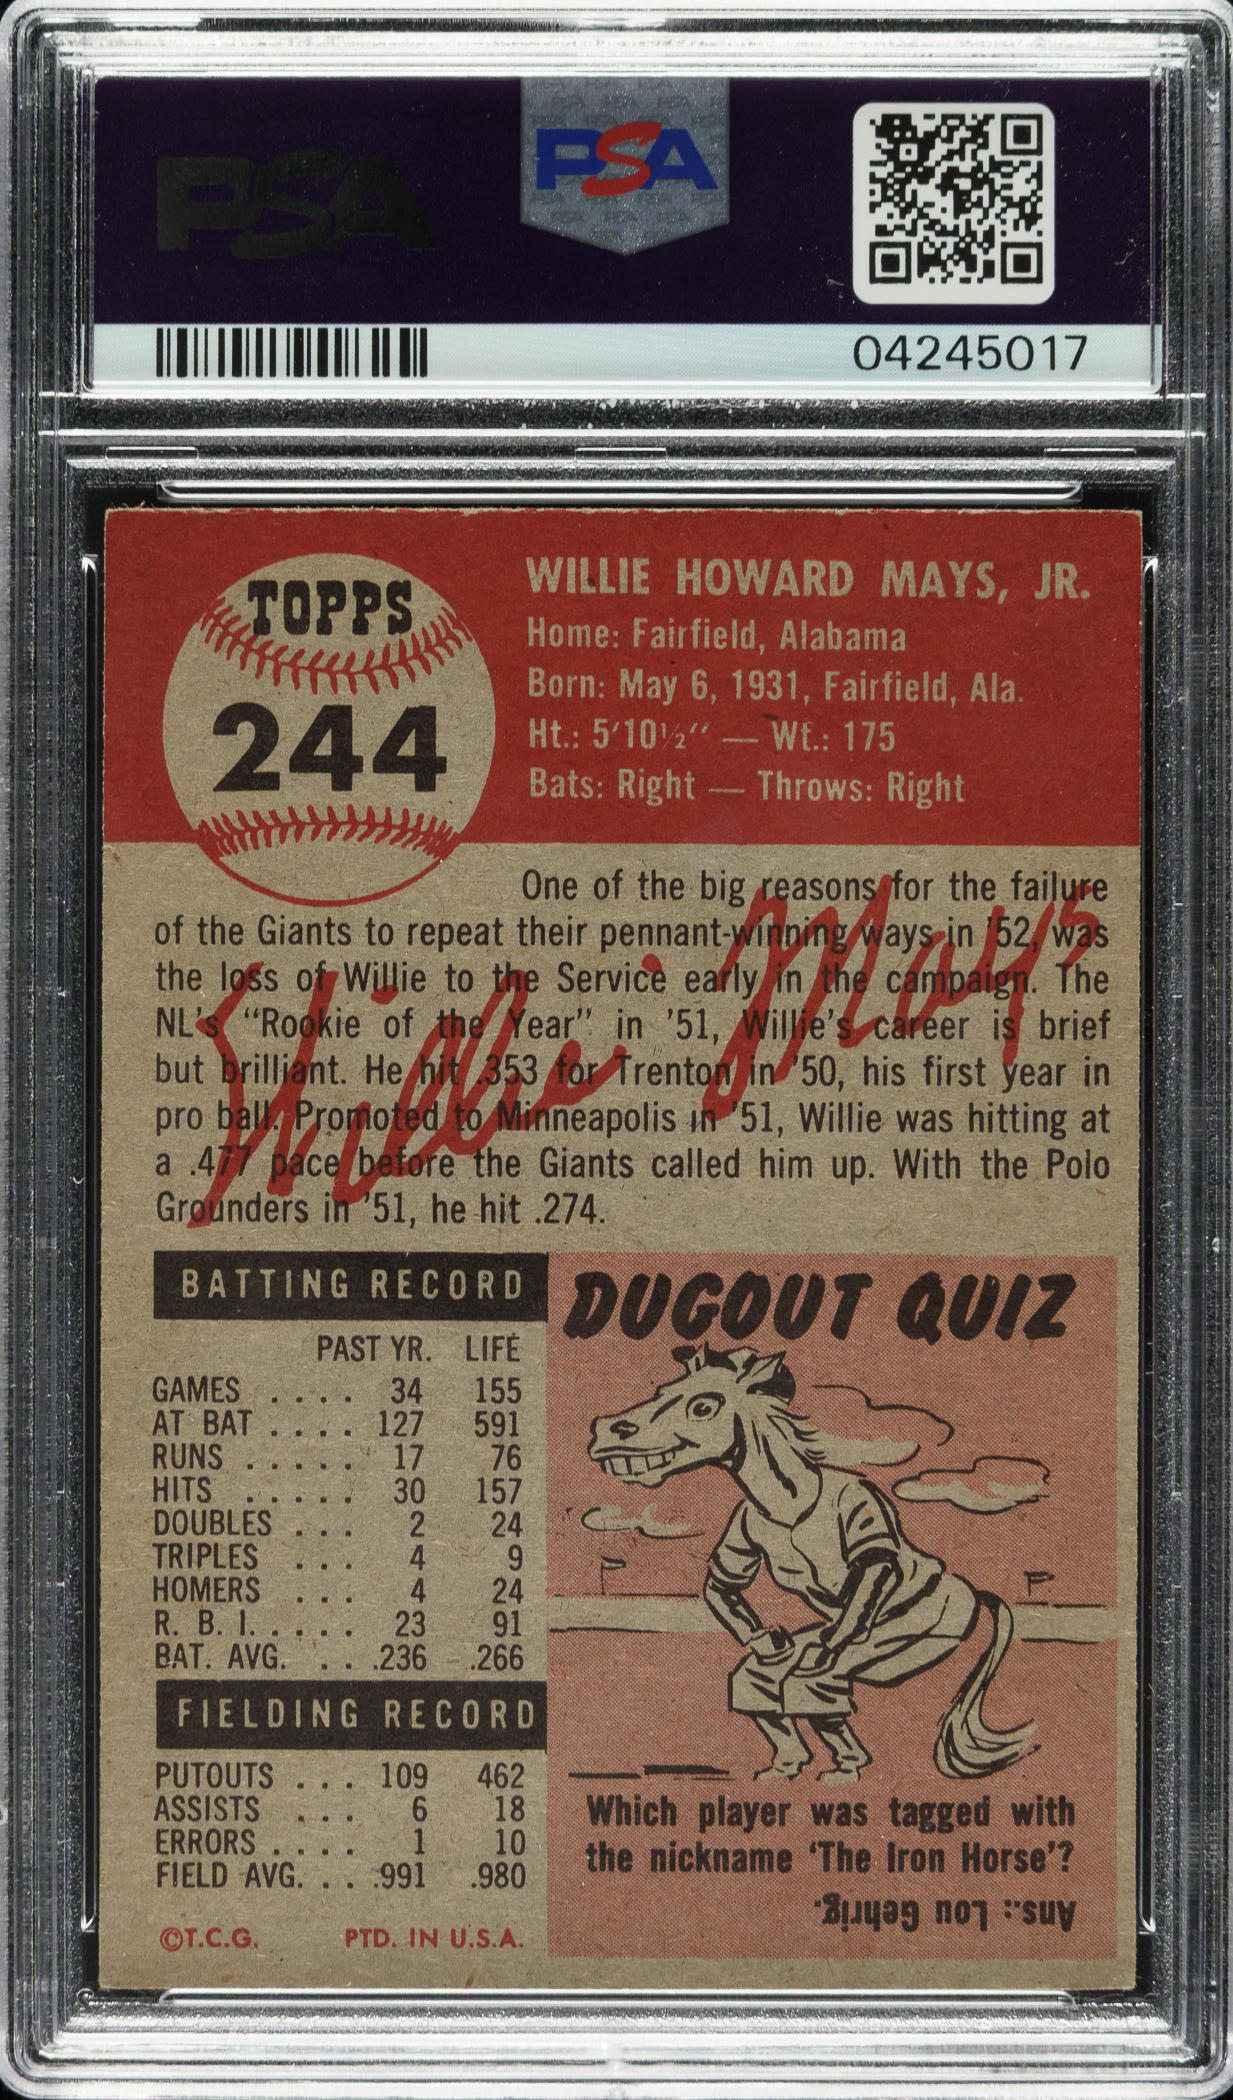 PSA
PSA
04245017
TOPPS
244
WILLIE HOWARD MAYS, JR.
Home: Fairfield, Alabama
Born: May 6, 1931, Fairfield, Ala.
Ht.: 5'10½" — Wt.: 175
Bats: Right — Throws: Right
One of the big reasons for the failure
of the Giants to repeat their pennant-winning ways in '52, was
the loss of Willie to the Service early in the campaign. The
NL's "Rookie of the Year" in '51, Willie's career is brief
but brilliant. He hit .353 for Trenton in '50, his first year in
pro ball. Promoted to Minneapolis in '51, Willie was hitting at
a .477 pace before the Giants called him up. With the Polo
Grounders in '51, he hit .274.
Willie Mays
BATTING RECORD
PAST YR. LIFE
GAMES .... 34 155
AT BAT .... 127 591
RUNS ..... 17 76
HITS ..... 30 157
DOUBLES ... 2 24
TRIPLES ... 4 9
HOMERS ... 4 24
R. B. I. .... 23 91
BAT. AVG. ... .236 .266
FIELDING RECORD
PUTOUTS ... 109 462
ASSISTS ... 6 18
ERRORS .... 1 10
FIELD AVG. ... .991 .980
©T.C.G. PTD. IN U.S.A.
DUGOUT QUIZ
Which player was tagged with
the nickname 'The Iron Horse'?
Ans.: Lou Gehrig.